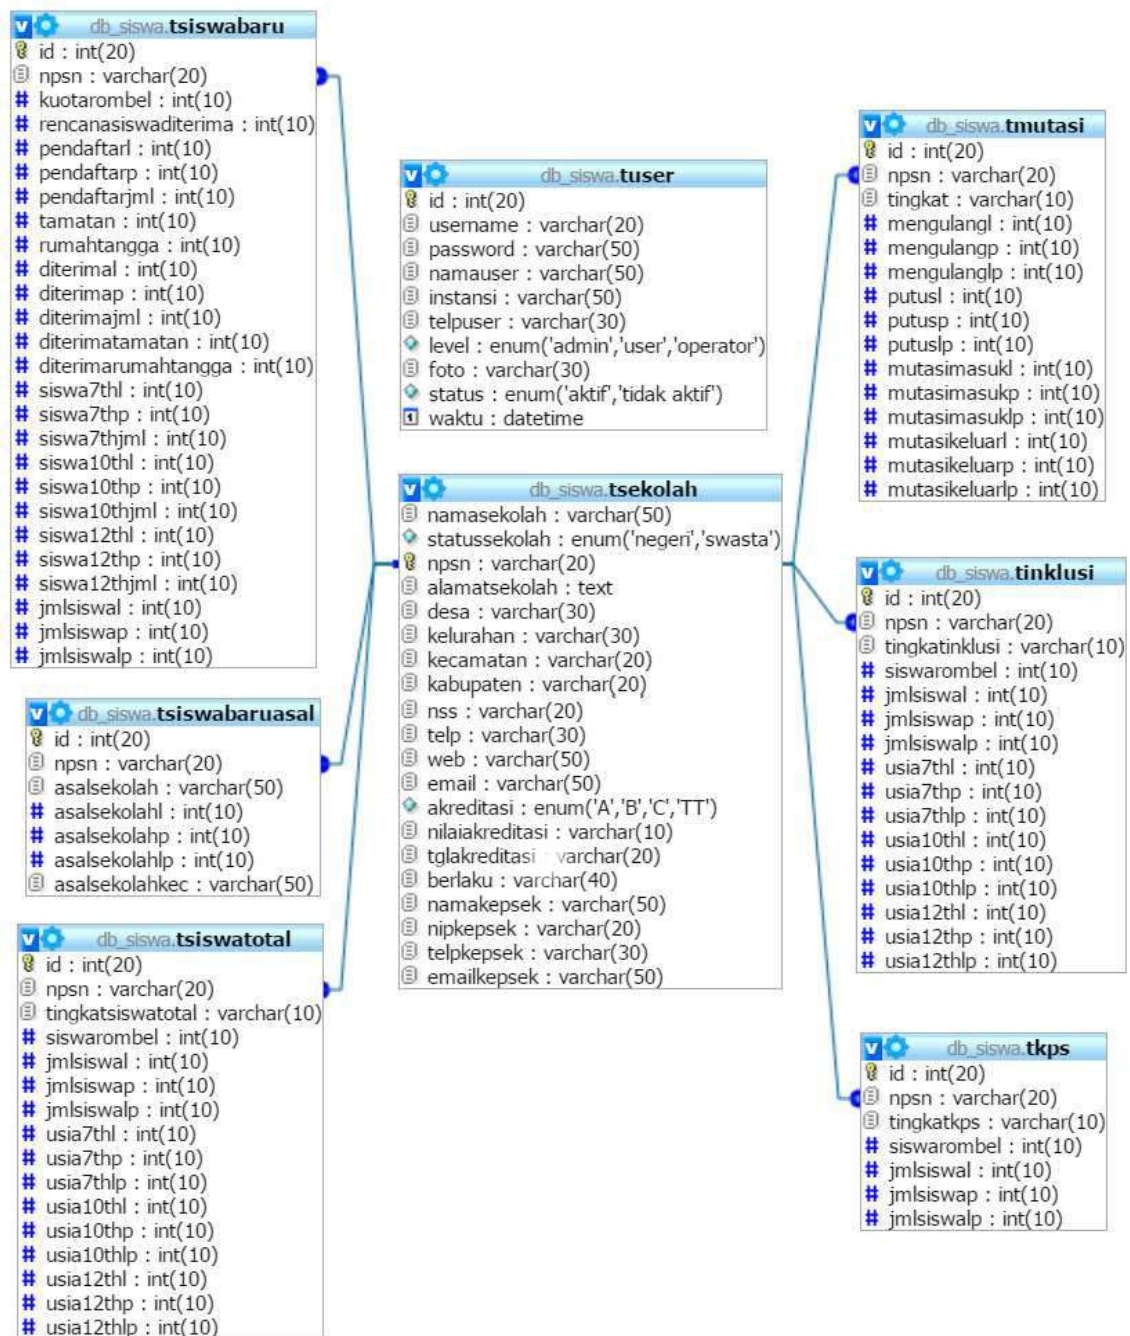 db_siswa.tsiswabaru
id : int(20)
npsn : varchar(20)
kuotarombel : int(10)
rencanasiswaditerima : int(10)
pendaftarl : int(10)
pendaftarp : int(10)
pendaftarjml : int(10)
tamatan : int(10)
rumahtangga : int(10)
diterimal : int(10)
diterimap : int(10)
diterimajml : int(10)
diterimatamatan : int(10)
diterimarumahtangga : int(10)
siswa7thl : int(10)
siswa7thp : int(10)
siswa7thjml : int(10)
siswa10thl : int(10)
siswa10thp : int(10)
siswa10thjml : int(10)
siswa12thl : int(10)
siswa12thp : int(10)
siswa12thjml : int(10)
jmlsiswal : int(10)
jmlsiswap : int(10)
jmlsiswalp : int(10)
db_siswa.tsiswabaruasal
id : int(20)
npsn : varchar(20)
asalsekolah : varchar(50)
asalsekolahl : int(10)
asalsekolahp : int(10)
asalsekolahlp : int(10)
asalsekolahkec : varchar(50)
db_siswa.tsiswatotal
id : int(20)
npsn : varchar(20)
tingkatsiswatotal : varchar(10)
siswarombel : int(10)
jmlsiswal : int(10)
jmlsiswap : int(10)
jmlsiswalp : int(10)
usia7thl : int(10)
usia7thp : int(10)
usia7thlp : int(10)
usia10thl : int(10)
usia10thp : int(10)
usia10thlp : int(10)
usia12thl : int(10)
usia12thp : int(10)
usia12thlp : int(10)
db_siswa.tuser
id : int(20)
username : varchar(20)
password : varchar(50)
namauser : varchar(50)
instansi : varchar(50)
telpuser : varchar(30)
level : enum('admin','user','operator')
foto : varchar(30)
status : enum('aktif','tidak aktif')
waktu : datetime
db_siswa.tsekolah
namasekolah : varchar(50)
statussekolah : enum('negeri','swasta')
npsn : varchar(20)
alamatsekolah : text
desa : varchar(30)
kelurahan : varchar(30)
kecamatan : varchar(20)
kabupaten : varchar(20)
nss : varchar(20)
telp : varchar(30)
web : varchar(50)
email : varchar(50)
akreditasi : enum('A','B','C','TT')
nilaiakreditasi : varchar(10)
tglakreditasi : varchar(20)
berlaku : varchar(40)
namakepsek : varchar(50)
nipkepsek : varchar(20)
telpkepsek : varchar(30)
emailkepsek : varchar(50)
db_siswa.tmutasi
id : int(20)
npsn : varchar(20)
tingkat : varchar(10)
mengulangl : int(10)
mengulangp : int(10)
mengulanglp : int(10)
putusl : int(10)
putusp : int(10)
putuslp : int(10)
mutasimasukl : int(10)
mutasimasukp : int(10)
mutasimasuklp : int(10)
mutasikeluarl : int(10)
mutasikeluarp : int(10)
mutasikeluarlp : int(10)
db_siswa.tinklusi
id : int(20)
npsn : varchar(20)
tingkatinklusi : varchar(10)
siswarombel : int(10)
jmlsiswal : int(10)
jmlsiswap : int(10)
jmlsiswalp : int(10)
usia7thl : int(10)
usia7thp : int(10)
usia7thlp : int(10)
usia10thl : int(10)
usia10thp : int(10)
usia10thlp : int(10)
usia12thl : int(10)
usia12thp : int(10)
usia12thlp : int(10)
db_siswa.tkps
id : int(20)
npsn : varchar(20)
tingkatkps : varchar(10)
siswarombel : int(10)
jmlsiswal : int(10)
jmlsiswap : int(10)
jmlsiswalp : int(10)